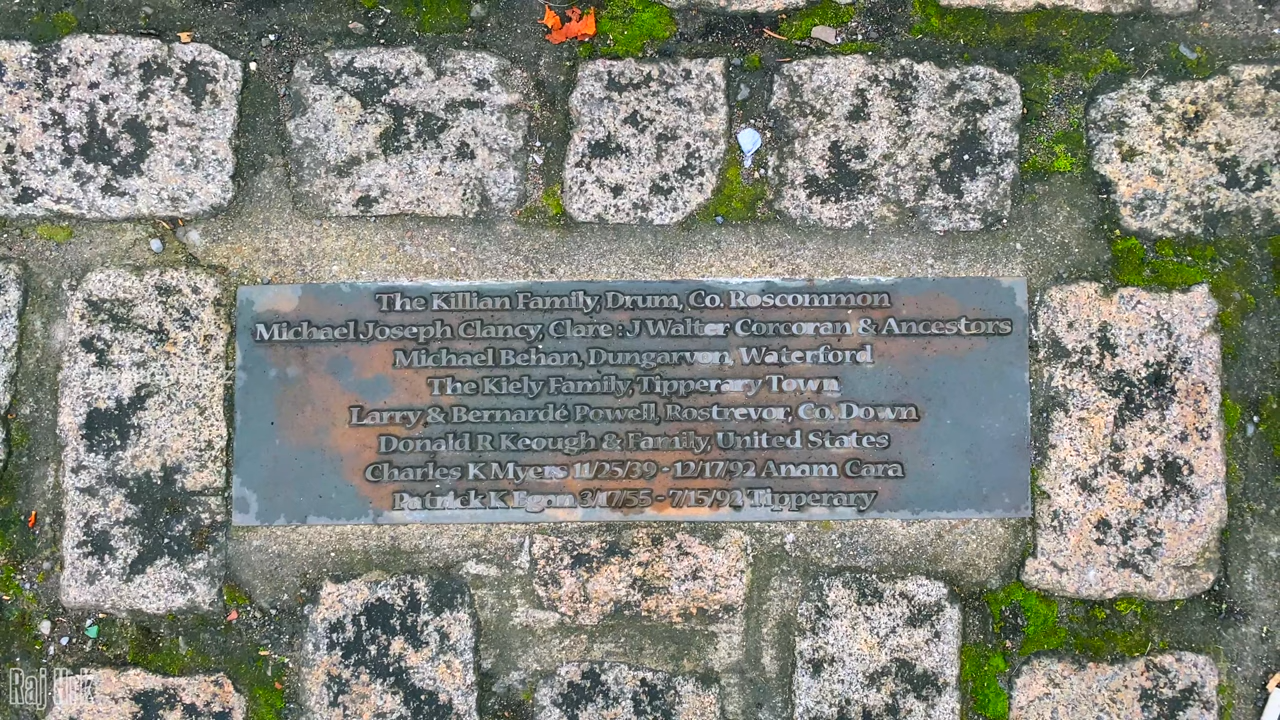 The Killian Family, Drum, Co. Roscommon
Michael Joseph Clancy, Clare : J Walter Corcoran & Ancestors
Michael Behan, Dungarvan, Waterford
The Kiely Family, Tipperary Town
Larry & Bernardé Powell, Rostrevor, Co. Down
Donald R Keough & Family, United States
Charles K Myers 11/25/39 - 12/17/92 Anam Cara
Patrick K Egan 3/17/55 - 7/15/92 Tipperary
Raj